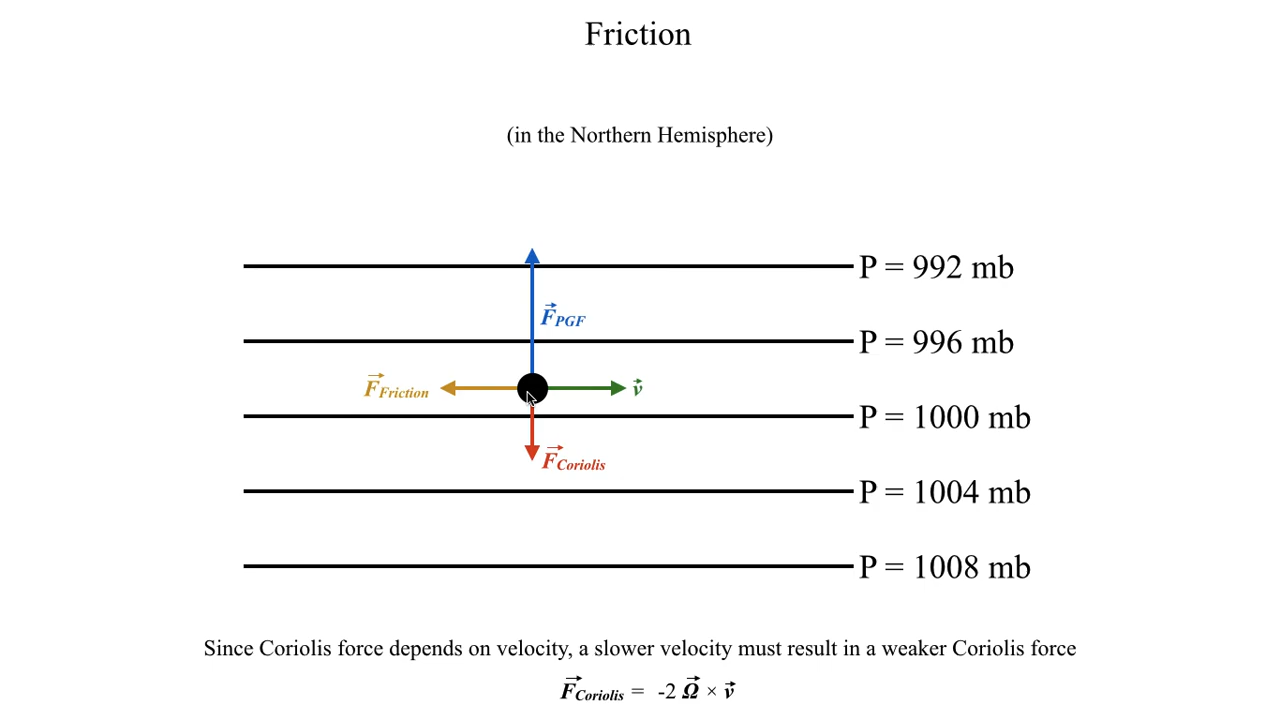 Friction
(in the Northern Hemisphere)
P = 992 mb
F⃗PGF
P = 996 mb
F⃗Friction
v⃗
P = 1000 mb
F⃗Coriolis
P = 1004 mb
P = 1008 mb
Since Coriolis force depends on velocity, a slower velocity must result in a weaker Coriolis force
F⃗Coriolis = -2 Ω⃗ × v⃗